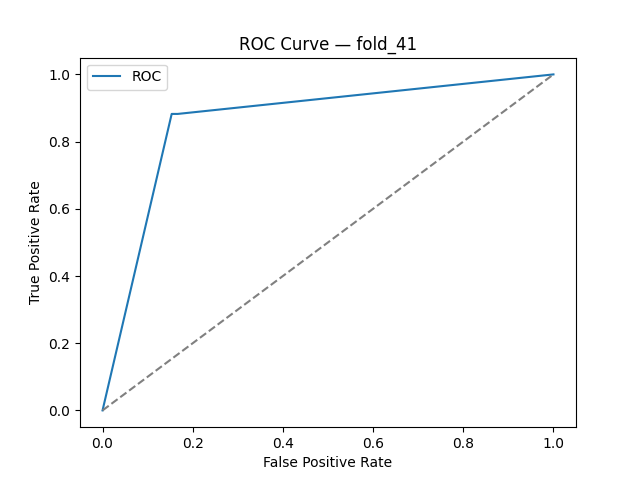 ROC Curve — fold_41
ROC
True Positive Rate
1.0
0.8
0.6
0.4
0.2
0.0
0.0 0.2 0.4 0.6 0.8 1.0
False Positive Rate